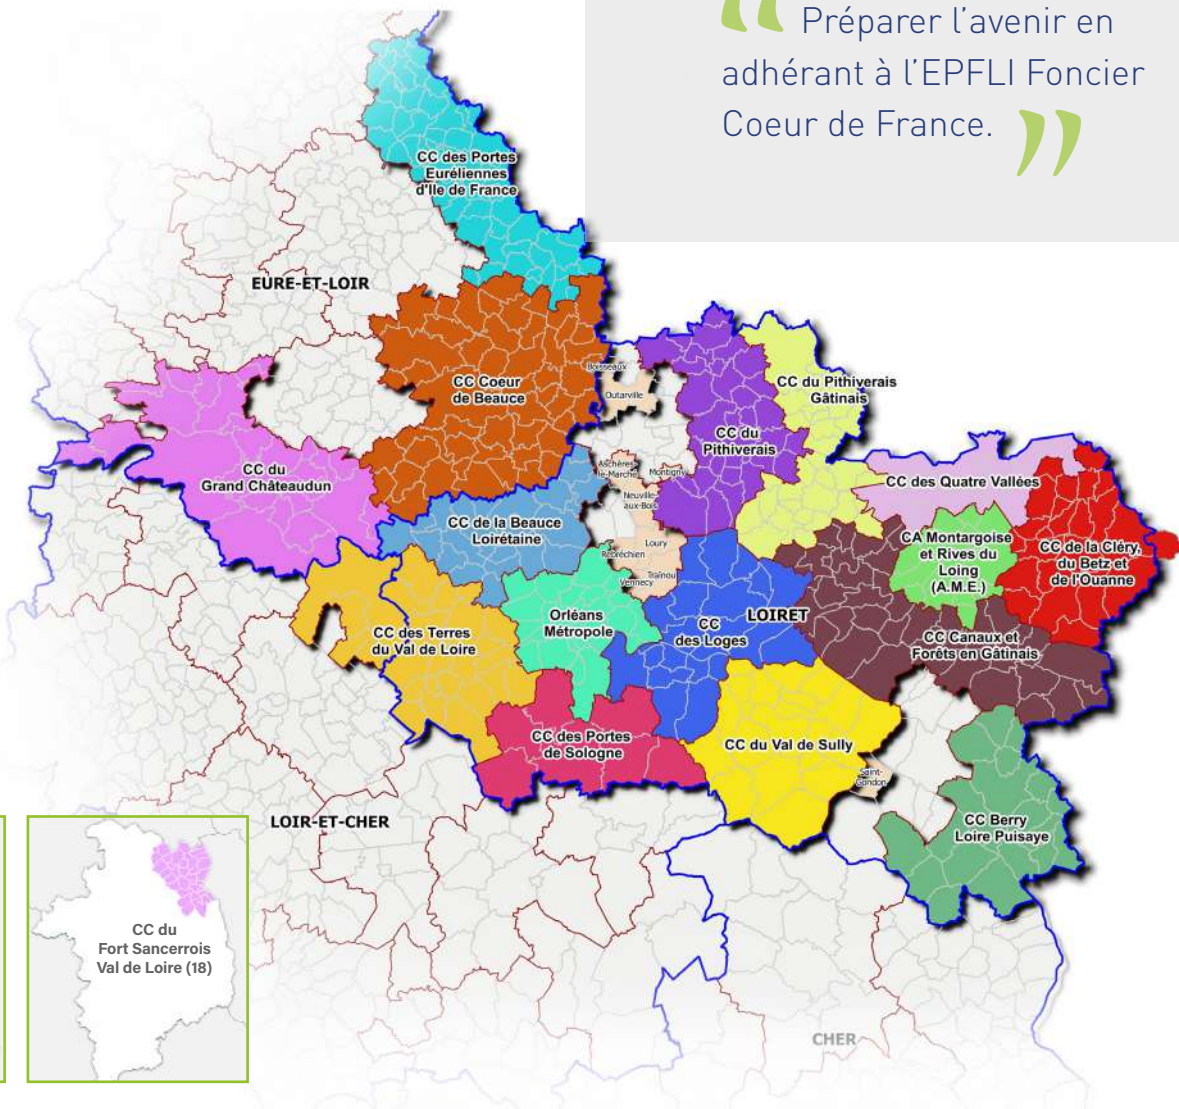 “ Préparer l’avenir en
adhérant à l’EPFLI Foncier
Coeur de France. ”
CC des Portes
Euréliennes
d'Ile de France
EURE-ET-LOIR
CC Coeur
de Beauce
Boisseaux
Outarville
CC du Pithiverais
Gâtinais
CC du
Pithiverais
CC du
Grand Châteaudun
Aschères-
le-Marché
Montigny
Neuville-
aux-Bois
CC des Quatre Vallées
CC de la Beauce
Loirétaine
Loury
Rebréchien
Traînou
Vennecy
CA Montargoise
et Rives du
Loing
(A.M.E.)
CC de la Cléry,
du Betz et
de l'Ouanne
Orléans
Métropole
CC
des Loges
LOIRET
CC des Terres
du Val de Loire
CC Canaux et
Forêts en Gâtinais
CC des Portes
de Sologne
CC du Val de Sully
Saint-
Gondon
LOIR-ET-CHER
CC Berry
Loire Puisaye
CC du
Fort Sancerrois
Val de Loire (18)
CHER